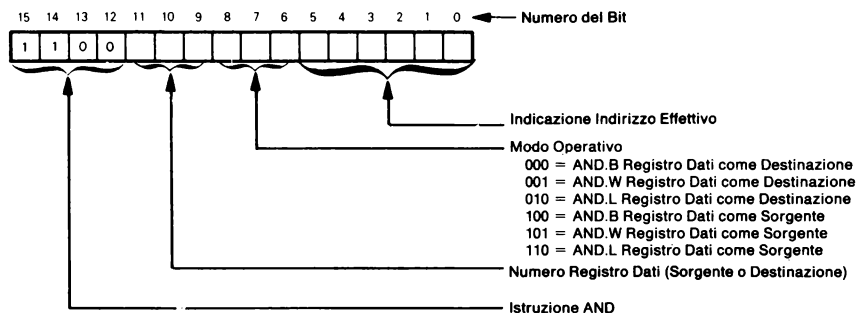 15 14 13 12 11 10 9 8 7 6 5 4 3 2 1 0 Numero del Bit
1 1 0 0
Indicazione Indirizzo Effettivo
Modo Operativo
000 = AND.B Registro Dati come Destinazione
001 = AND.W Registro Dati come Destinazione
010 = AND.L Registro Dati come Destinazione
100 = AND.B Registro Dati come Sorgente
101 = AND.W Registro Dati come Sorgente
110 = AND.L Registro Dati come Sorgente
Numero Registro Dati (Sorgente o Destinazione)
Istruzione AND